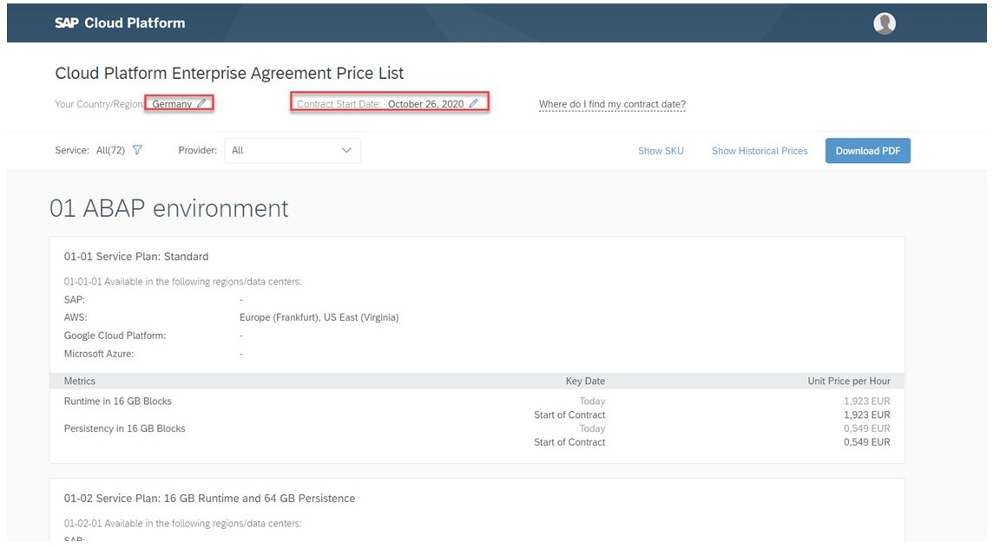 SAP Cloud Platform
Cloud Platform Enterprise Agreement Price List
Your Country/Region: Germany Contract Start Date: October 26, 2020 Where do I find my contract date?
Service: All(72) Provider: All Show SKU Show Historical Prices Download PDF
01 ABAP environment
01-01 Service Plan: Standard
01-01-01 Available in the following regions/data centers:
SAP: -
AWS: Europe (Frankfurt), US East (Virginia)
Google Cloud Platform: -
Microsoft Azure: -
Metrics Key Date Unit Price per Hour
Runtime in 16 GB Blocks Today 1,923 EUR
Start of Contract 1,923 EUR
Persistency in 16 GB Blocks Today 0,549 EUR
Start of Contract 0,549 EUR
01-02 Service Plan: 16 GB Runtime and 64 GB Persistence
01-02-01 Available in the following regions/data centers:
SAP: